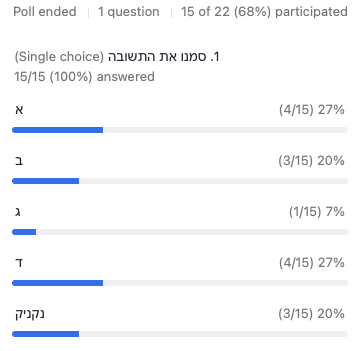 Poll ended | 1 question | 15 of 22 (68%) participated
1. סמנו את התשובה (Single choice)
15/15 (100%) answered
א (4/15) 27%
ב (3/15) 20%
ג (1/15) 7%
ד (4/15) 27%
נקניק (3/15) 20%